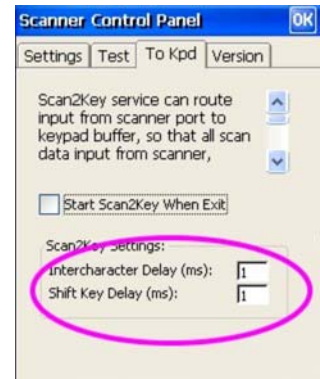 Scanner Control Panel OK
Settings Test To Kpd Version
Scan2Key service can route
input from scanner port to
keypad buffer, so that all scan
data input from scanner,
Start Scan2Key When Exit
Scan2Key Settings:
Intercharacter Delay (ms): 1
Shift Key Delay (ms): 1